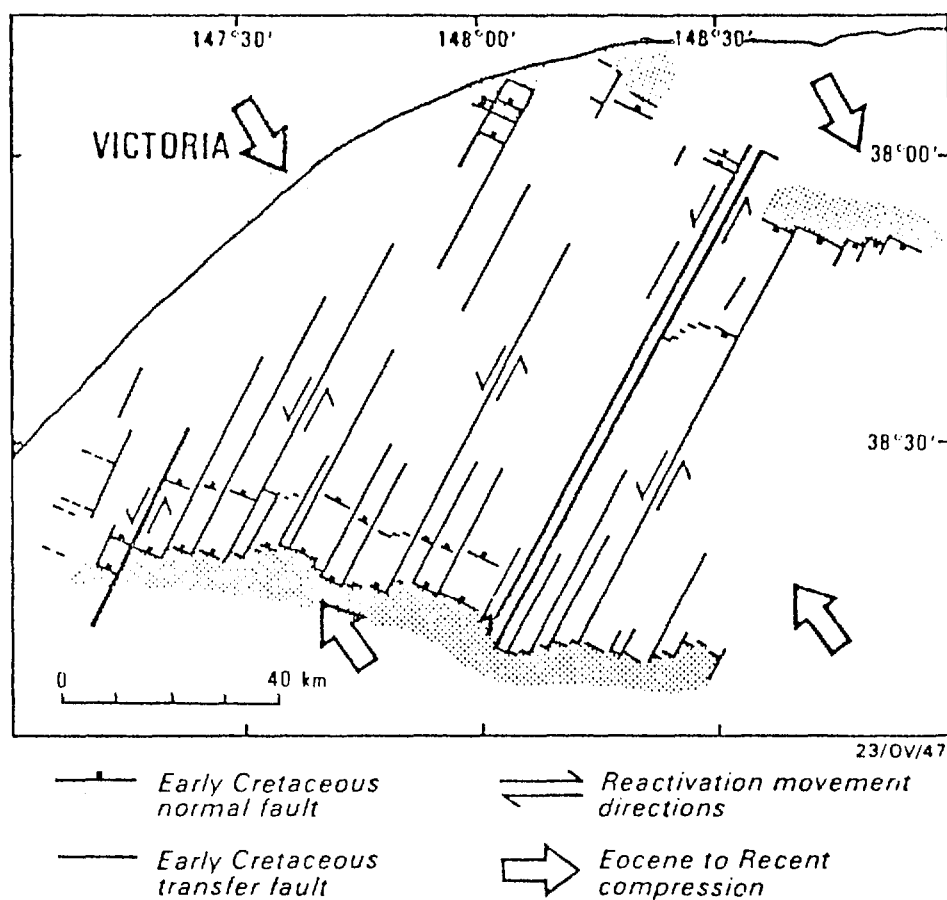 147°30' 148°00' 148°30'
VICTORIA
38°00'
38°30'
0 40 km
23/OV/47
Early Cretaceous
normal fault
Reactivation movement
directions
Early Cretaceous
transfer fault
Eocene to Recent
compression